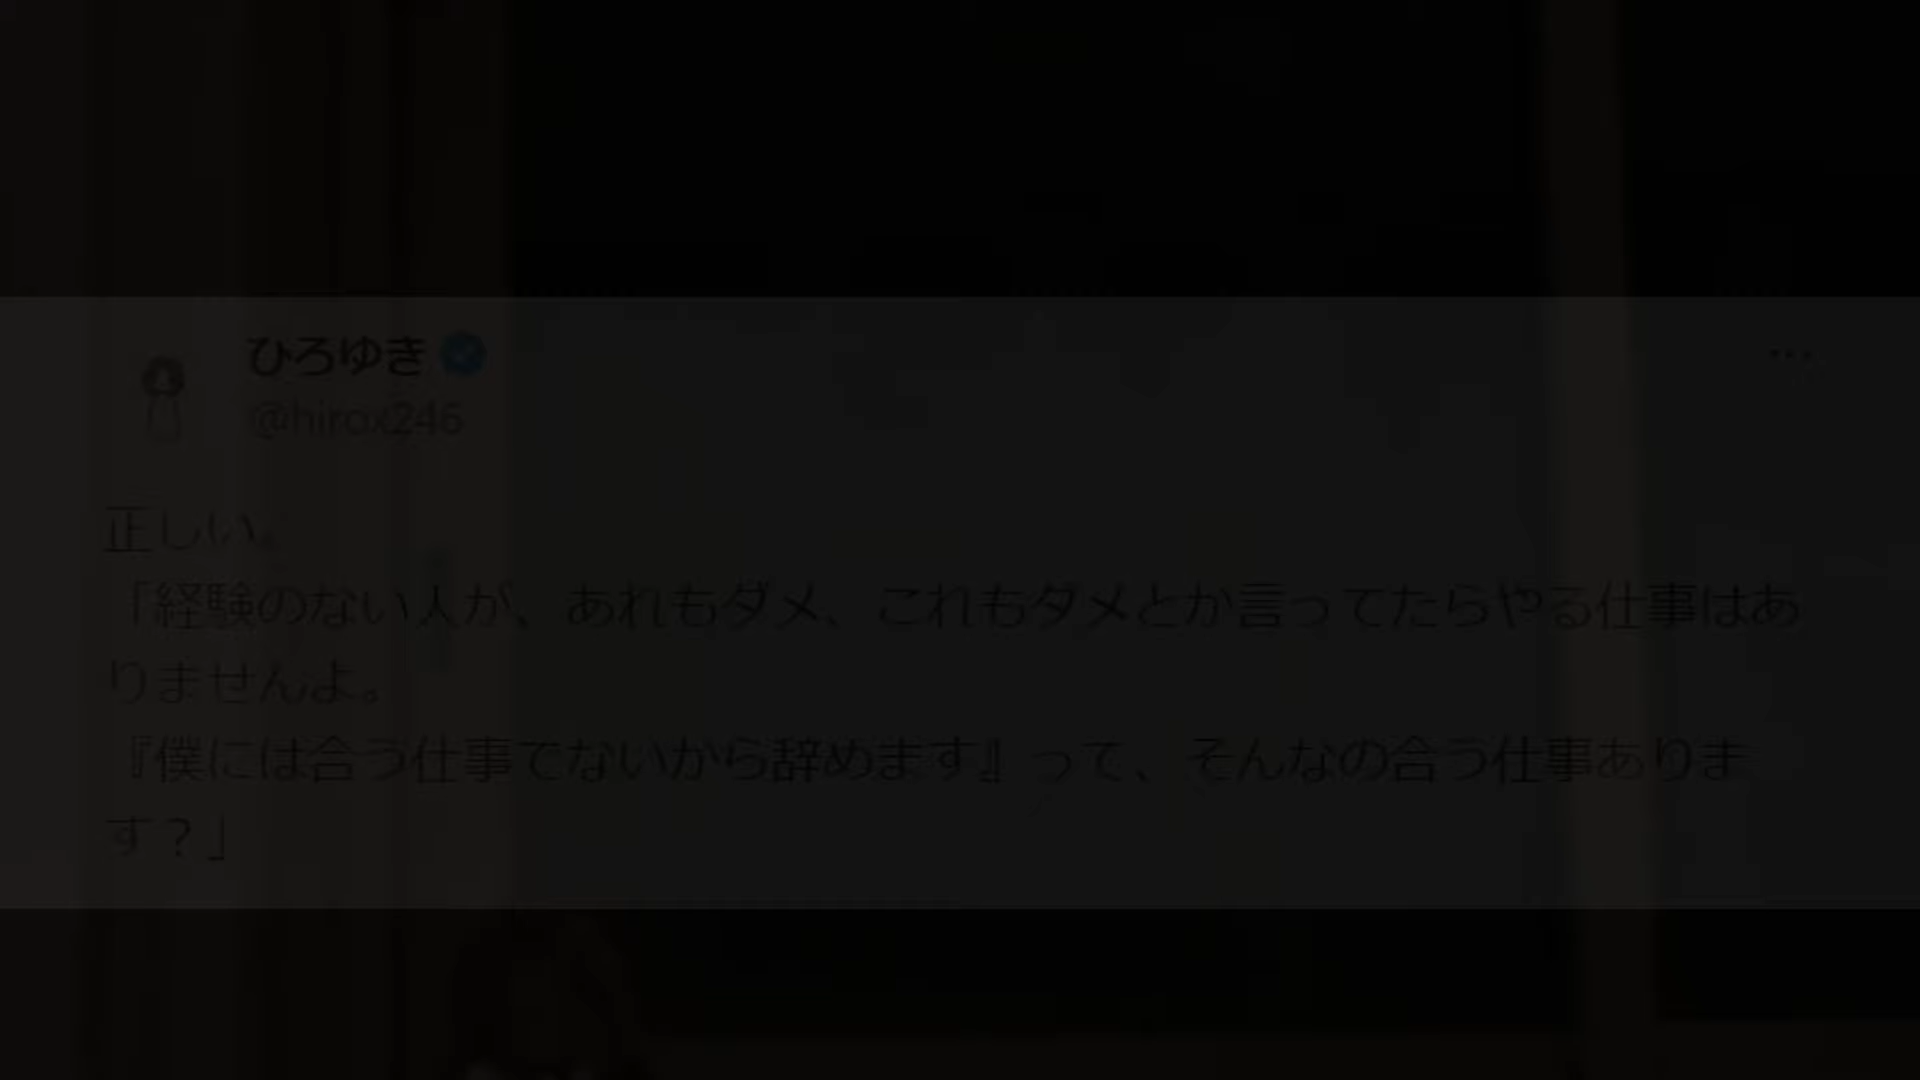 ひろゆき
@hirox246
正しい。
「経験のない人が、あれもダメ、これもダメとか言ってたらやる仕事はあ
りませんよ。
『僕には合う仕事でないから辞めます』って、そんなの合う仕事ありま
す？」